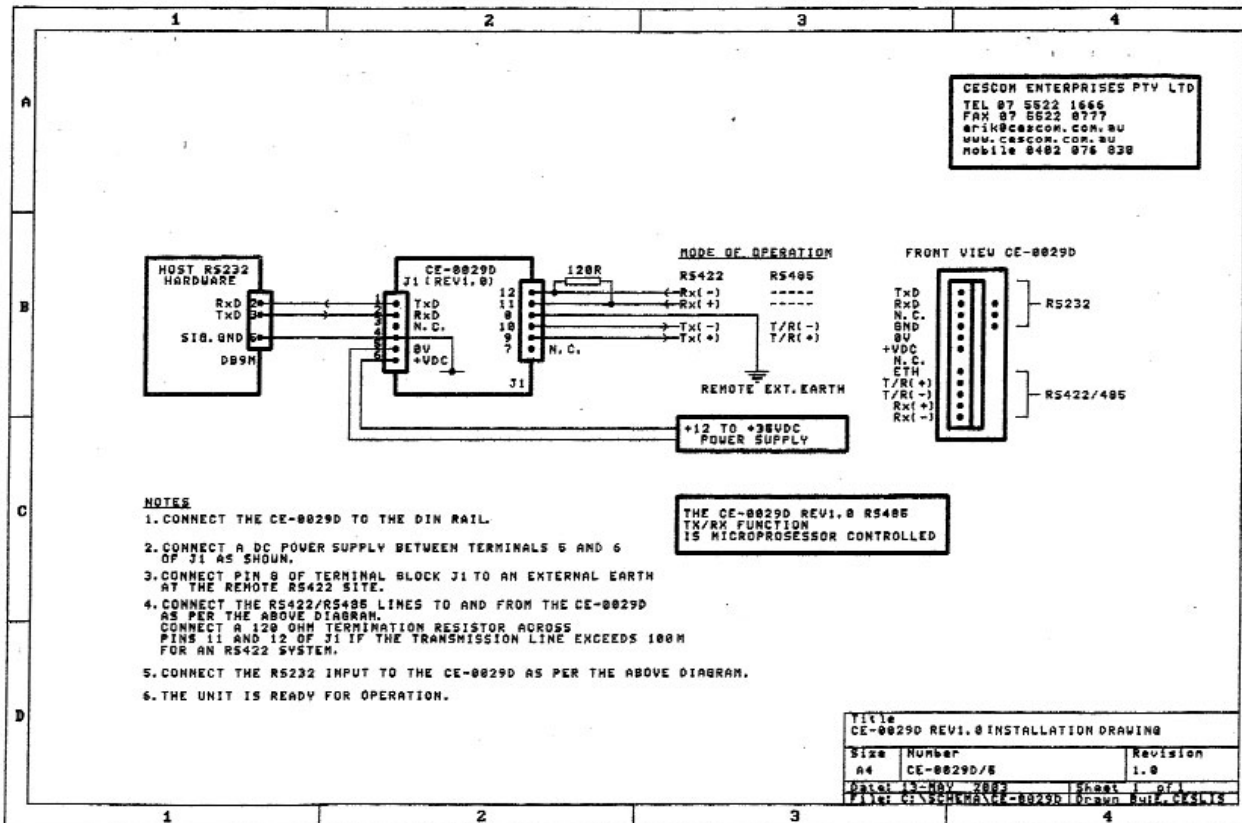 1 2 3 4
A
B
C
D
CESCOM ENTERPRISES PTY LTD
TEL 07 5522 1666
FAX 07 5522 0777
erik@cescom.com.au
www.cescom.com.au
Mobile 0402 076 838
HOST RS232
HARDWARE
RxD 2
TxD 3
SIG.GND 5
DB9M
CE-0029D
J1 (REV1.0)
1 TxD
2 RxD
3 N.C.
4
5 0V
6 +VDC
12
11
8
10
9
7 N.C.
J1
120R
MODE OF OPERATION
RS422 RS485
Rx(-) -----
Rx(+) -----
Tx(-) T/R(-)
Tx(+) T/R(+)
REMOTE EXT.EARTH
+12 TO +36VDC
POWER SUPPLY
FRONT VIEW CE-0029D
TxD
RxD
N.C.
GND
0V
+VDC
N.C.
ETH
T/R(+)
T/R(-)
Rx(+)
Rx(-)
RS232
RS422/485
THE CE-0029D REV1.0 RS485
TX/RX FUNCTION
IS MICROPROSESSOR CONTROLLED
NOTES
1. CONNECT THE CE-0029D TO THE DIN RAIL.
2. CONNECT A DC POWER SUPPLY BETWEEN TERMINALS 5 AND 6
OF J1 AS SHOWN.
3. CONNECT PIN 8 OF TERMINAL BLOCK J1 TO AN EXTERNAL EARTH
AT THE REMOTE RS422 SITE.
4. CONNECT THE RS422/RS485 LINES TO AND FROM THE CE-0029D
AS PER THE ABOVE DIAGRAM.
CONNECT A 120 OHM TERMINATION RESISTOR ACROSS
PINS 11 AND 12 OF J1 IF THE TRANSMISSION LINE EXCEEDS 100M
FOR AN RS422 SYSTEM.
5. CONNECT THE RS232 INPUT TO THE CE-0029D AS PER THE ABOVE DIAGRAM.
6. THE UNIT IS READY FOR OPERATION.
Title
CE-0029D REV1.0 INSTALLATION DRAWING
Size Number Revision
A4 CE-0029D/6 1.0
Date: 13-MAY 2003 Sheet 1 of 1
File: C:\SCHEMA\CE-0029D Drawn By:E.CESLIS
1 2 3 4